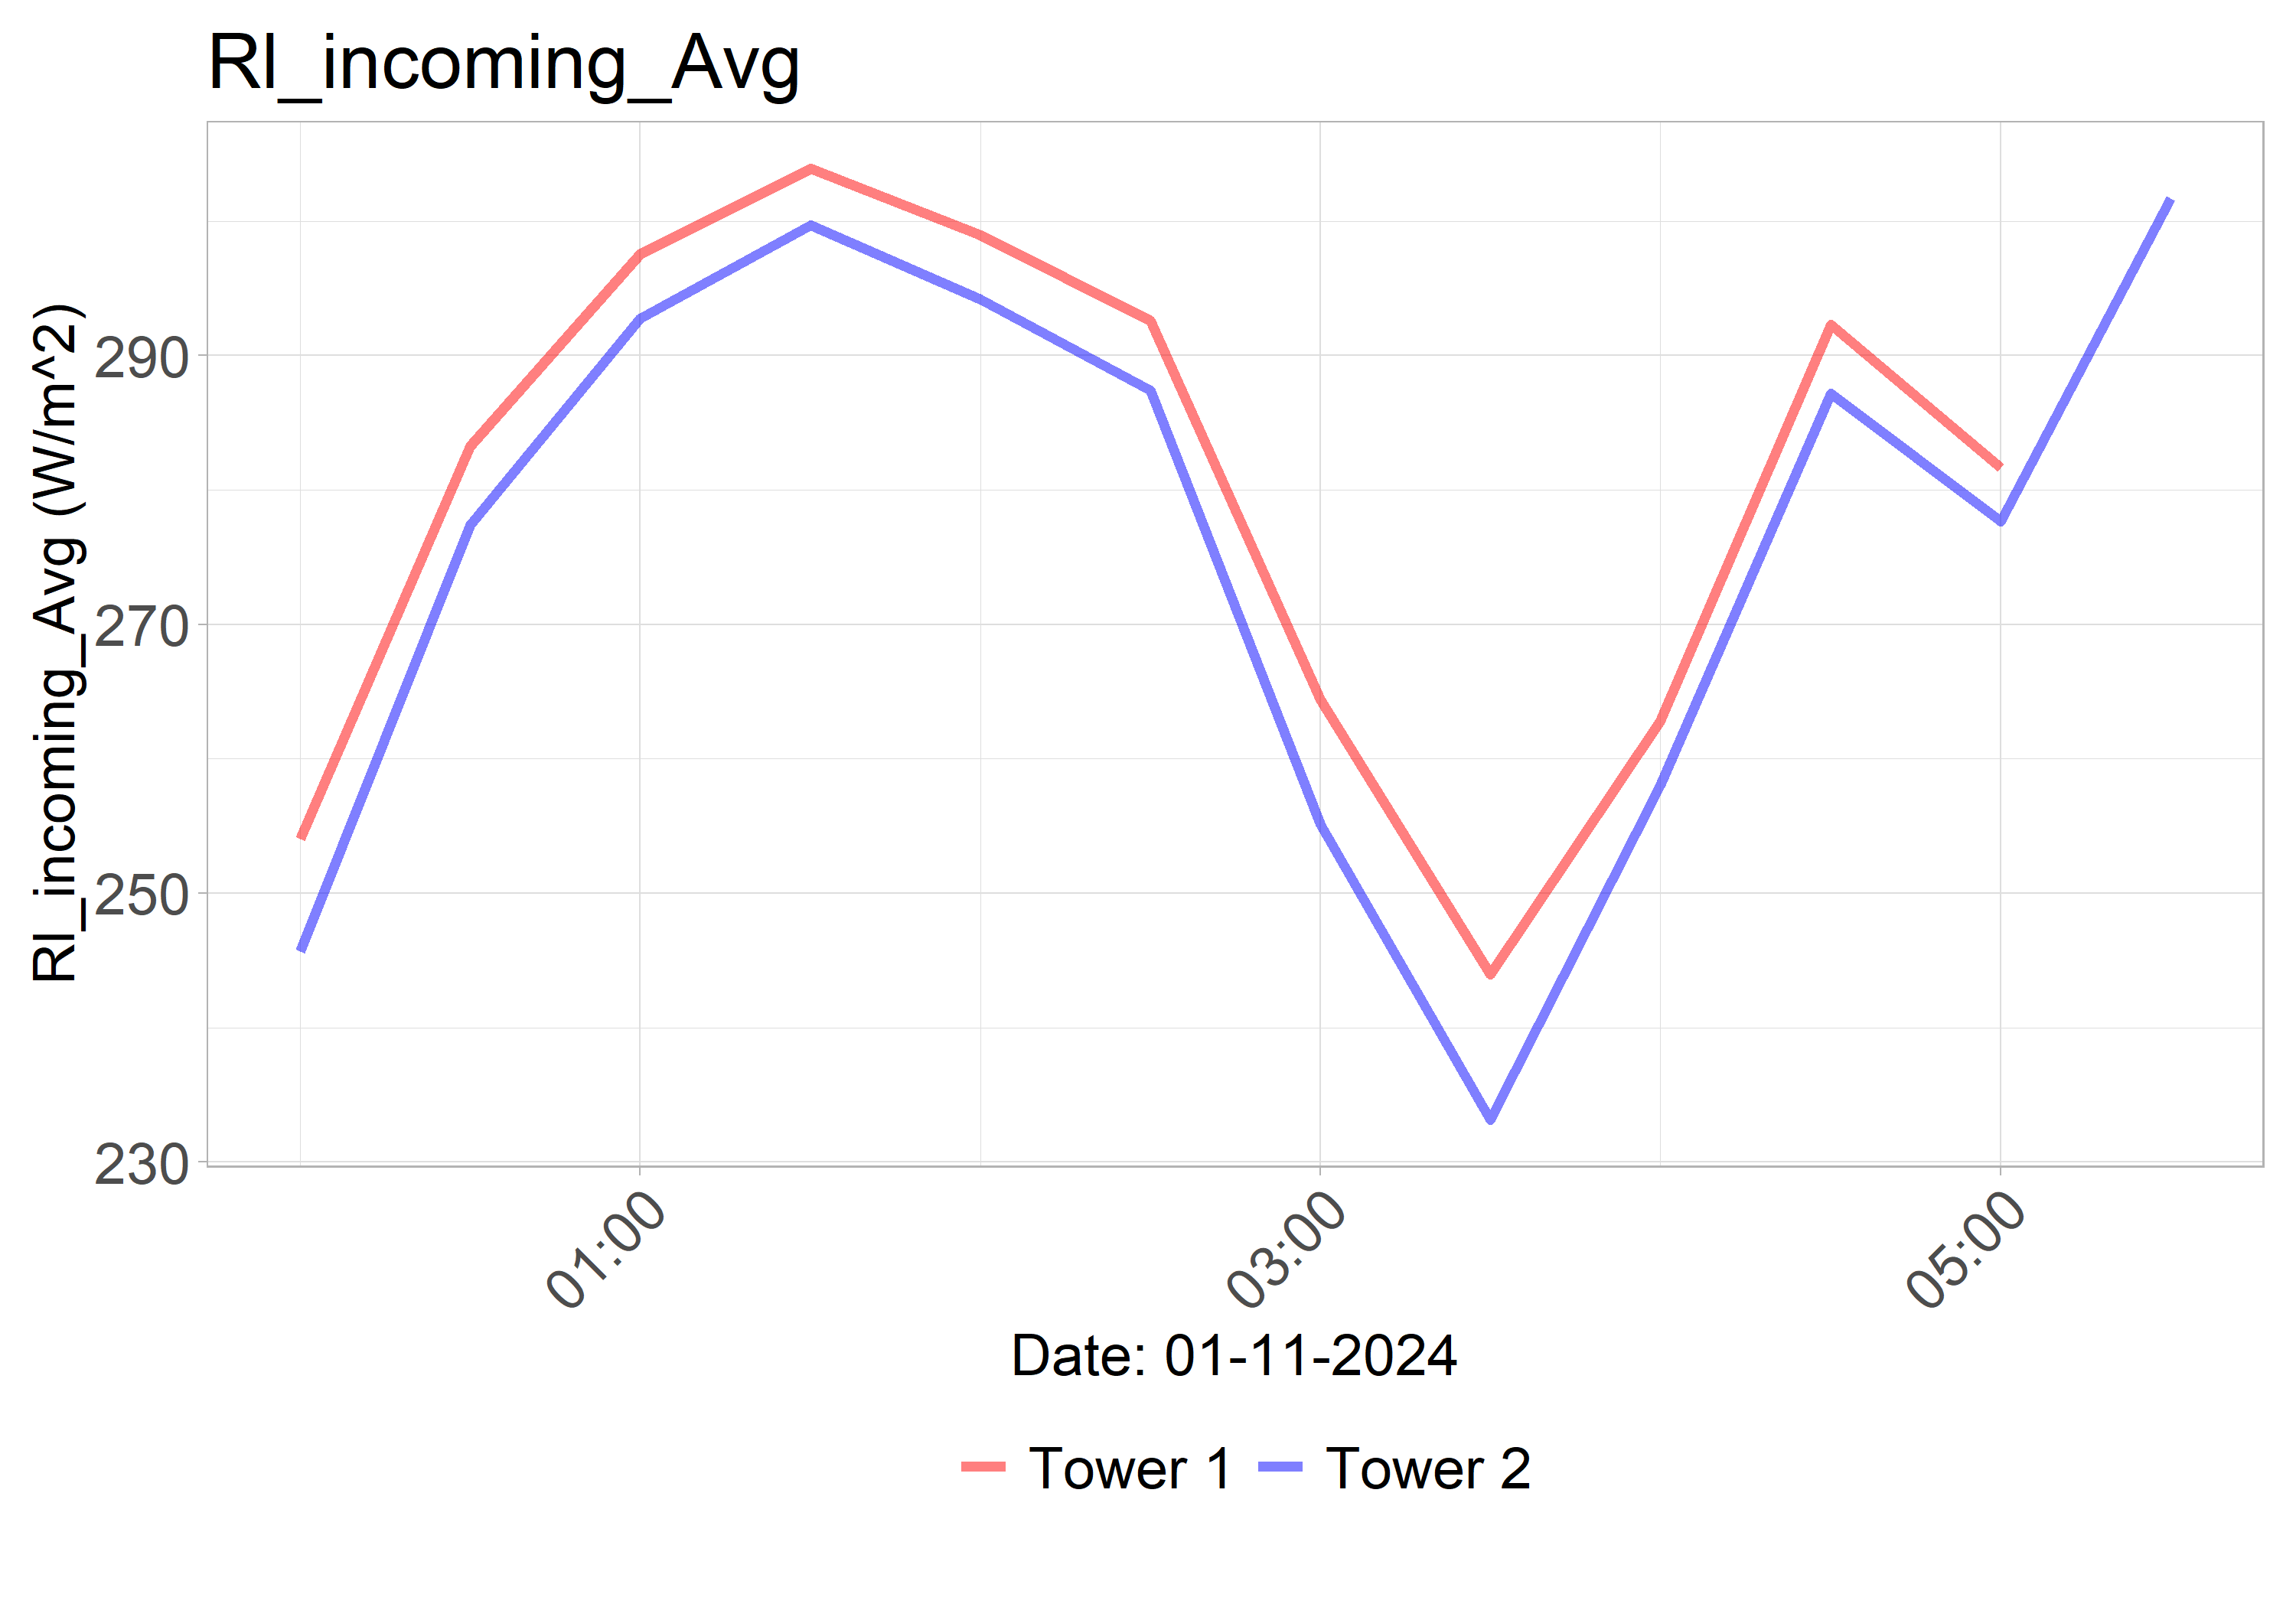 Rl_incoming_Avg
Rl_incoming_Avg (W/m^2)
290
270
250
230
01:00
03:00
05:00
Date: 01-11-2024
Tower 1
Tower 2